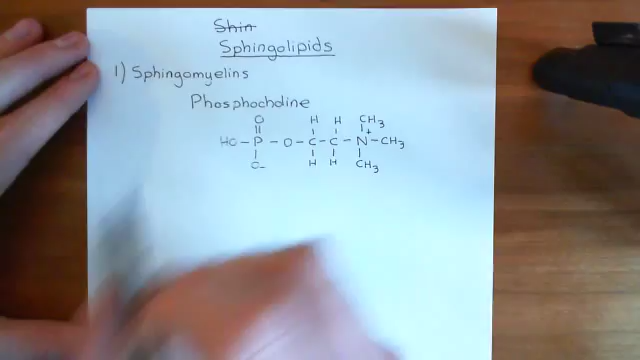 Shin
Sphingolipids
1) Sphingomyelins
Phosphocholine
O H H CH3
HO-P-O-C-C-N+-CH3
O- H H CH3